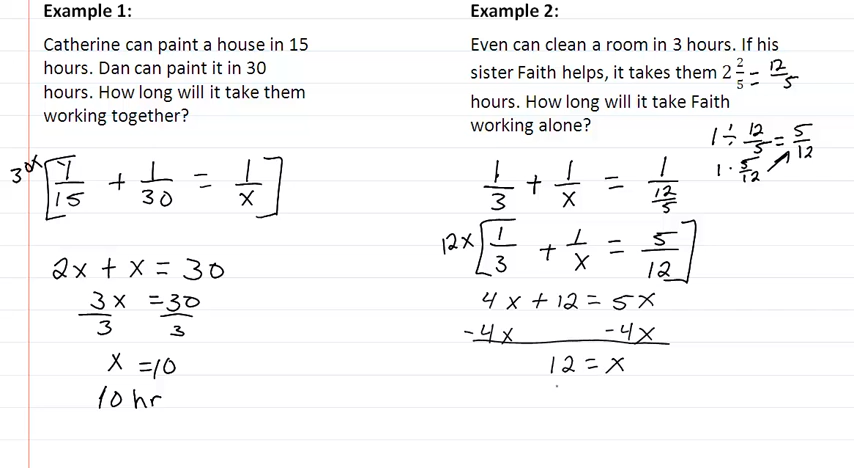 Example 1:
Catherine can paint a house in 15
hours. Dan can paint it in 30
hours. How long will it take them
working together?
30x [ 1/15 + 1/30 = 1/x ]
2x + x = 30
3x/3 = 30/3
x = 10
10 hr
Example 2:
Even can clean a room in 3 hours. If his
sister Faith helps, it takes them 2 2/5 = 12/5
hours. How long will it take Faith
working alone?
1 ÷ 12/5 = 5/12
1 · 5/12
1/3 + 1/x = 1/(12/5)
12x [ 1/3 + 1/x = 5/12 ]
4x + 12 = 5x
-4x -4x
12 = x